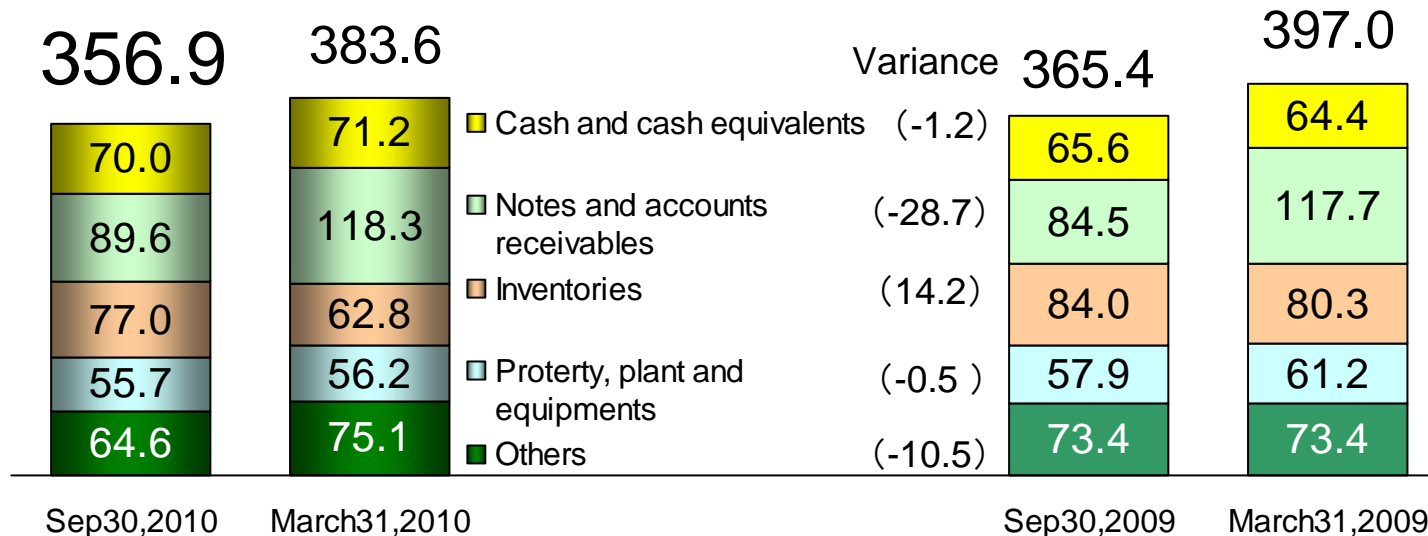 356.9
383.6
Variance
365.4
397.0
70.0
71.2
Cash and cash equivalents
(-1.2)
65.6
64.4
89.6
118.3
Notes and accounts
receivables
(-28.7)
84.5
117.7
77.0
62.8
Inventories
(14.2)
84.0
80.3
55.7
56.2
Proterty, plant and
equipments
(-0.5 )
57.9
61.2
64.6
75.1
Others
(-10.5)
73.4
73.4
Sep30,2010
March31,2010
Sep30,2009
March31,2009